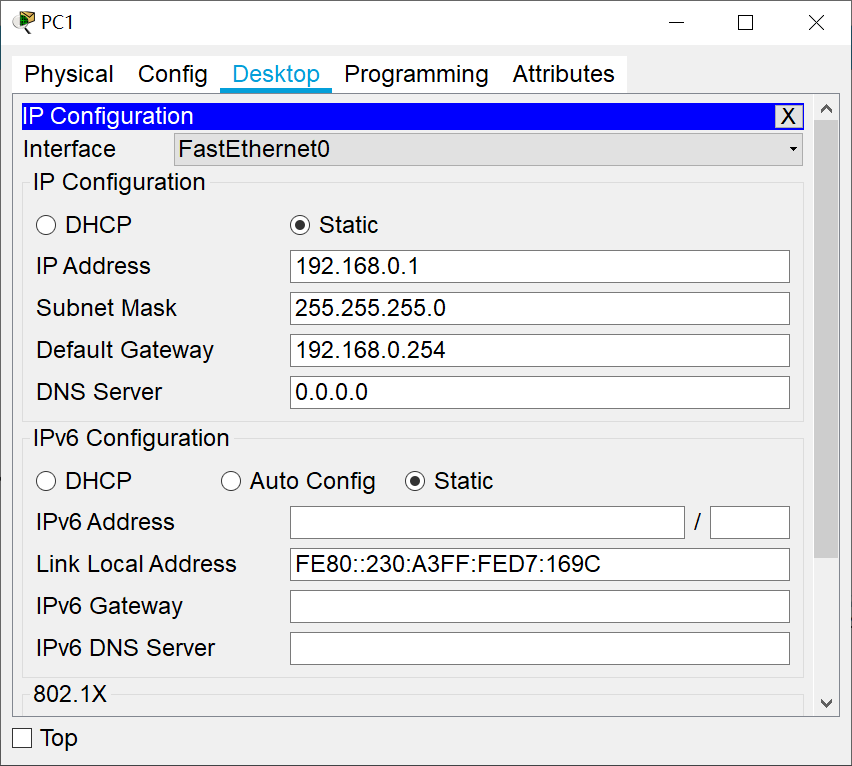 PC1
Physical Config Desktop Programming Attributes
IP Configuration X
Interface FastEthernet0
IP Configuration
DHCP Static
IP Address 192.168.0.1
Subnet Mask 255.255.255.0
Default Gateway 192.168.0.254
DNS Server 0.0.0.0
IPv6 Configuration
DHCP Auto Config Static
IPv6 Address /
Link Local Address FE80::230:A3FF:FED7:169C
IPv6 Gateway
IPv6 DNS Server
802.1X
Top